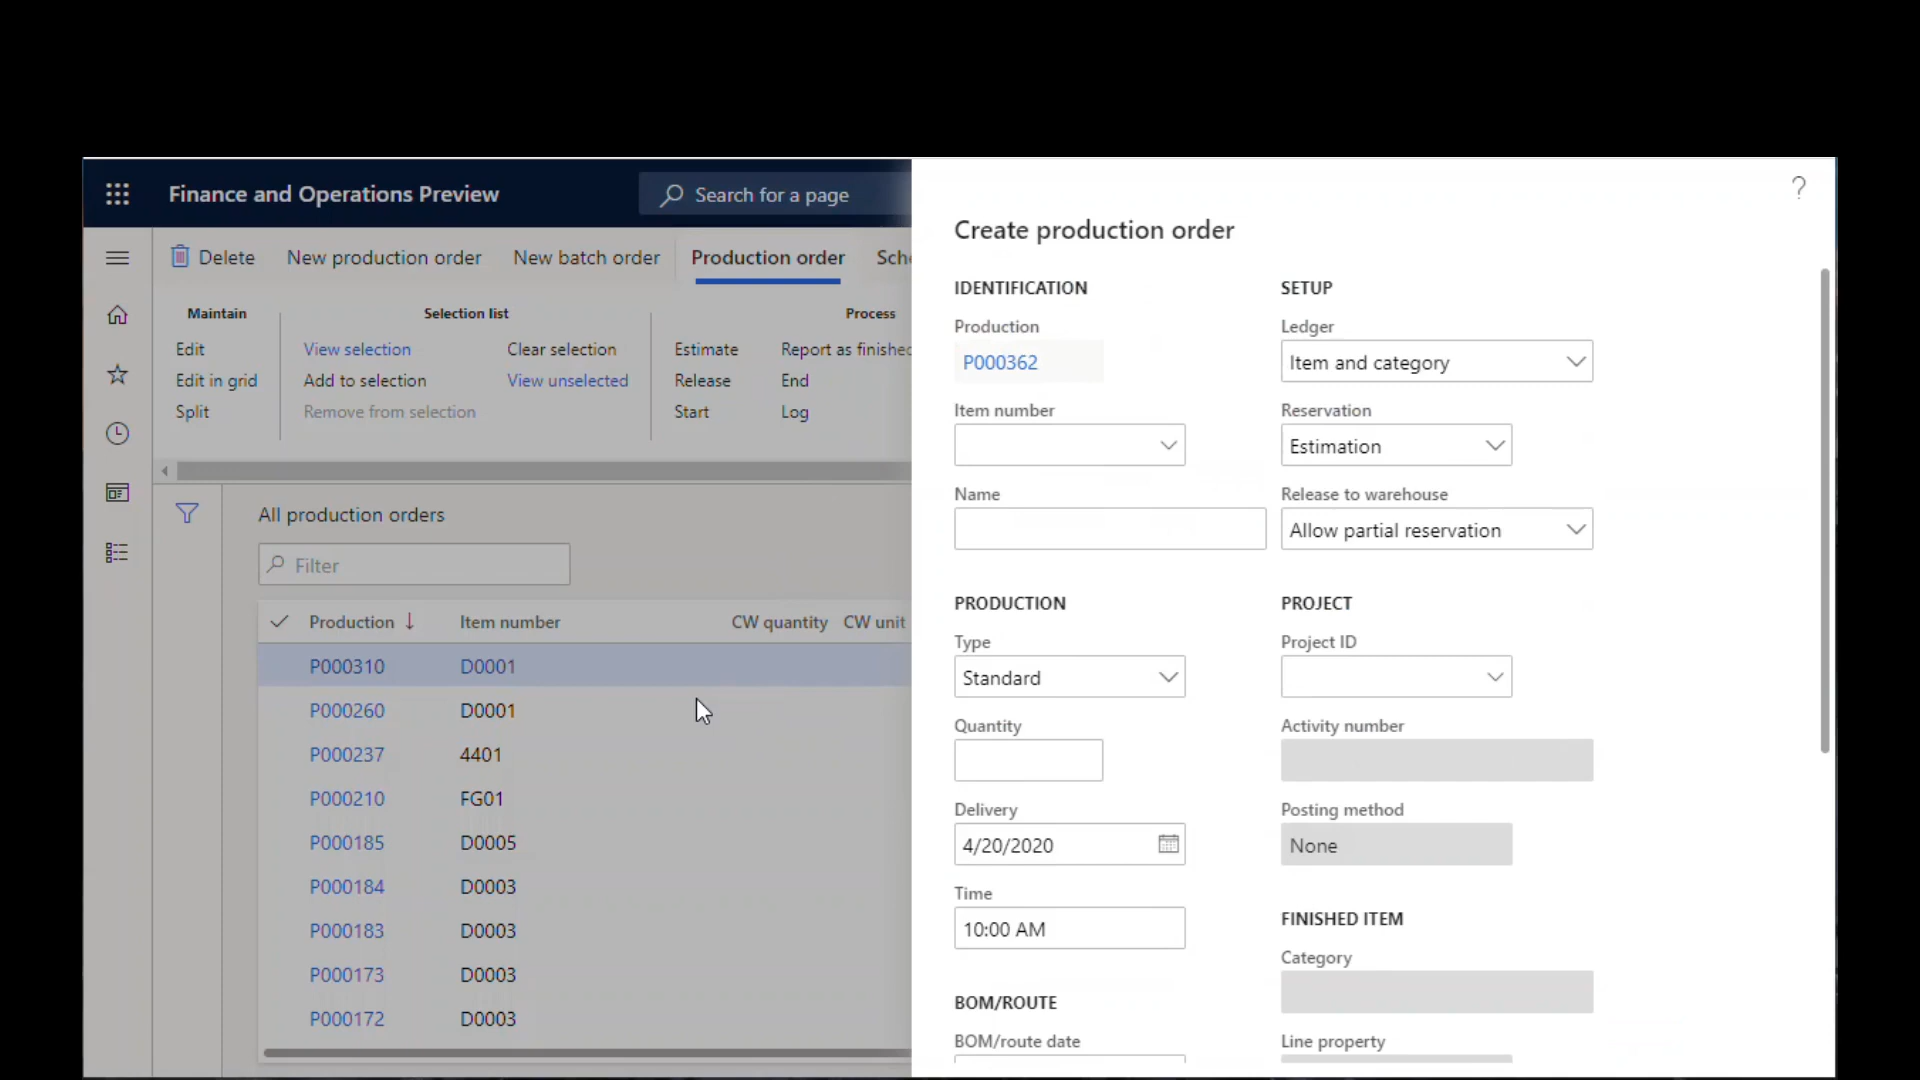 Finance and Operations Preview
Search for a page
Delete
New production order
New batch order
Production order
Maintain
Selection list
Process
Edit
View selection
Clear selection
Estimate
Report as finished
Edit in grid
Add to selection
View unselected
Release
End
Split
Remove from selection
Start
Log
All production orders
Filter
Production
Item number
CW quantity
CW unit
P000310 D0001
P000260 D0001
P000237 4401
P000210 FG01
P000185 D0005
P000184 D0003
P000183 D0003
P000173 D0003
P000172 D0003
?
Create production order
IDENTIFICATION
Production
P000362
Item number
Name
PRODUCTION
Type
Standard
Quantity
Delivery
4/20/2020
Time
10:00 AM
BOM/ROUTE
BOM/route date
SETUP
Ledger
Item and category
Reservation
Estimation
Release to warehouse
Allow partial reservation
PROJECT
Project ID
Activity number
Posting method
None
FINISHED ITEM
Category
Line property